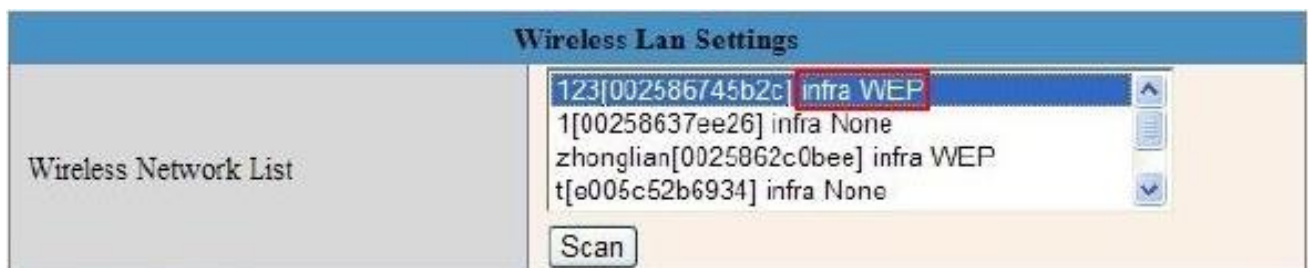 Wireless Lan Settings
Wireless Network List
123[002586745b2c] infra WEP
1[00258637ee26] infra None
zhonglian[0025862c0bee] infra WEP
t[e005c52b6934] infra None
Scan